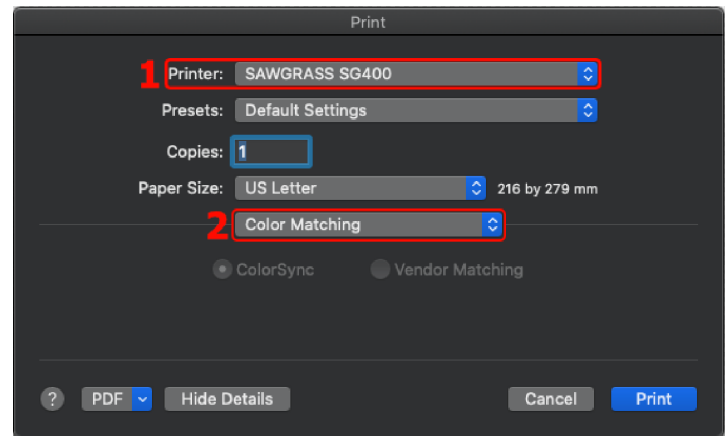 Print
1 Printer: SAWGRASS SG400
Presets: Default Settings
Copies: 1
Paper Size: US Letter 216 by 279 mm
2 Color Matching
ColorSync Vendor Matching
? PDF Hide Details Cancel Print